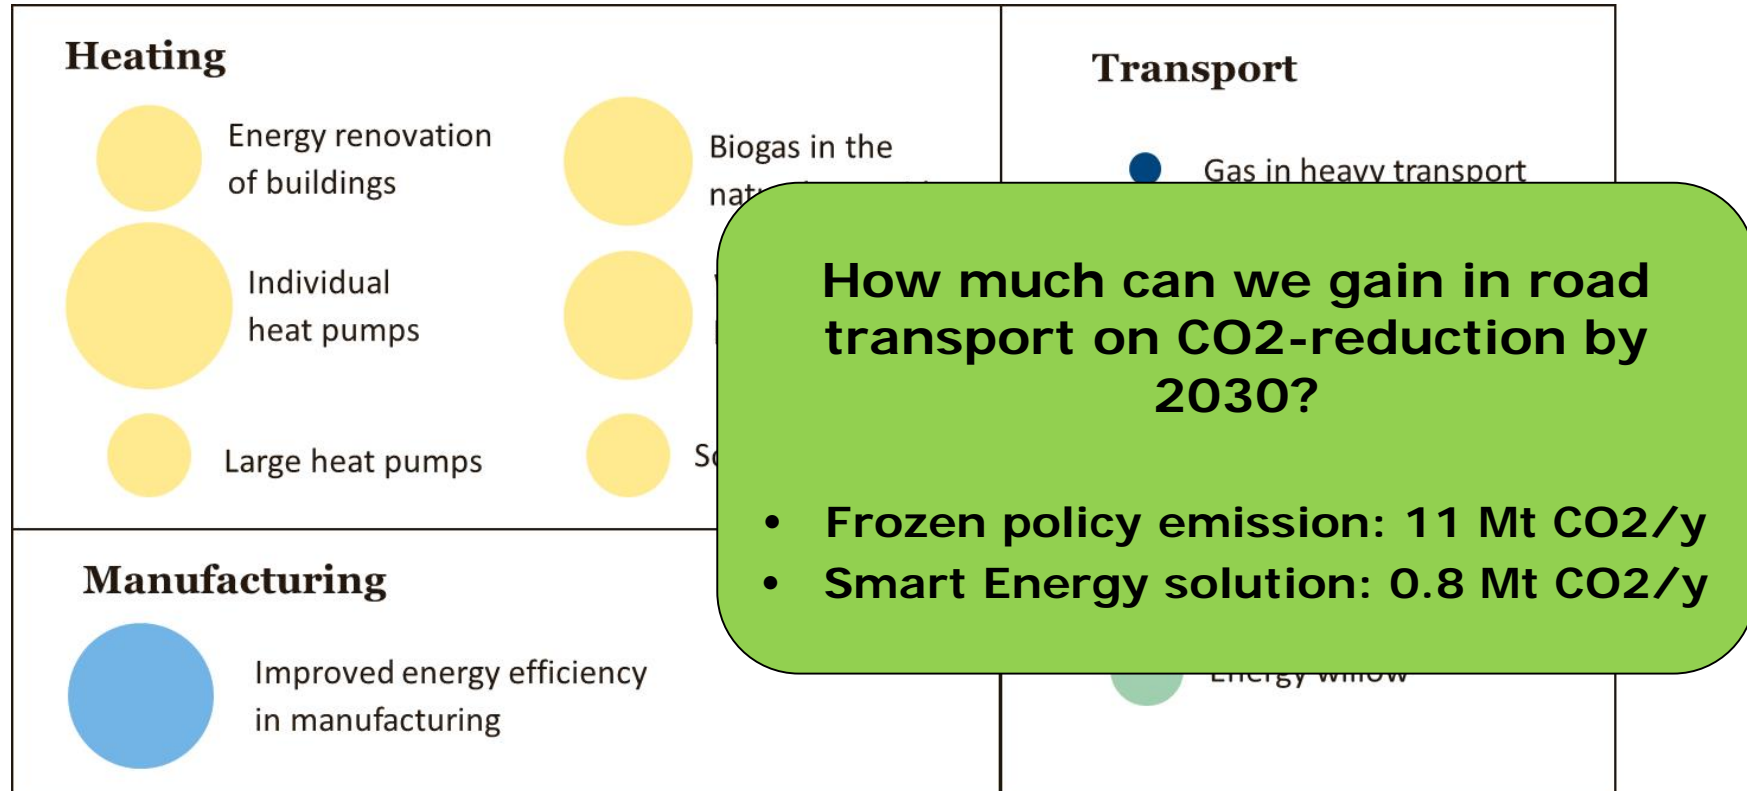 Heating
Energy renovation
of buildings
Individual
heat pumps
Large heat pumps
Biogas in the
Transport
Gas in heavy transport
How much can we gain in road
transport on CO2-reduction by
2030?
• Frozen policy emission: 11 Mt CO2/y
• Smart Energy solution: 0.8 Mt CO2/y
Manufacturing
Improved energy efficiency
in manufacturing
Energy willow